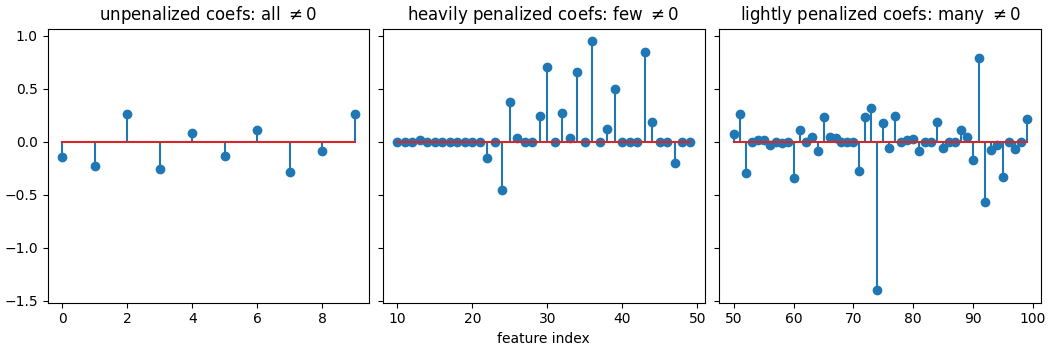 unpenalized coefs: all ≠0
heavily penalized coefs: few ≠0
lightly penalized coefs: many ≠0
1.0
0.5
0.0
−0.5
−1.0
−1.5
0 2 4 6 8
10 20 30 40 50
50 60 70 80 90 100
feature index